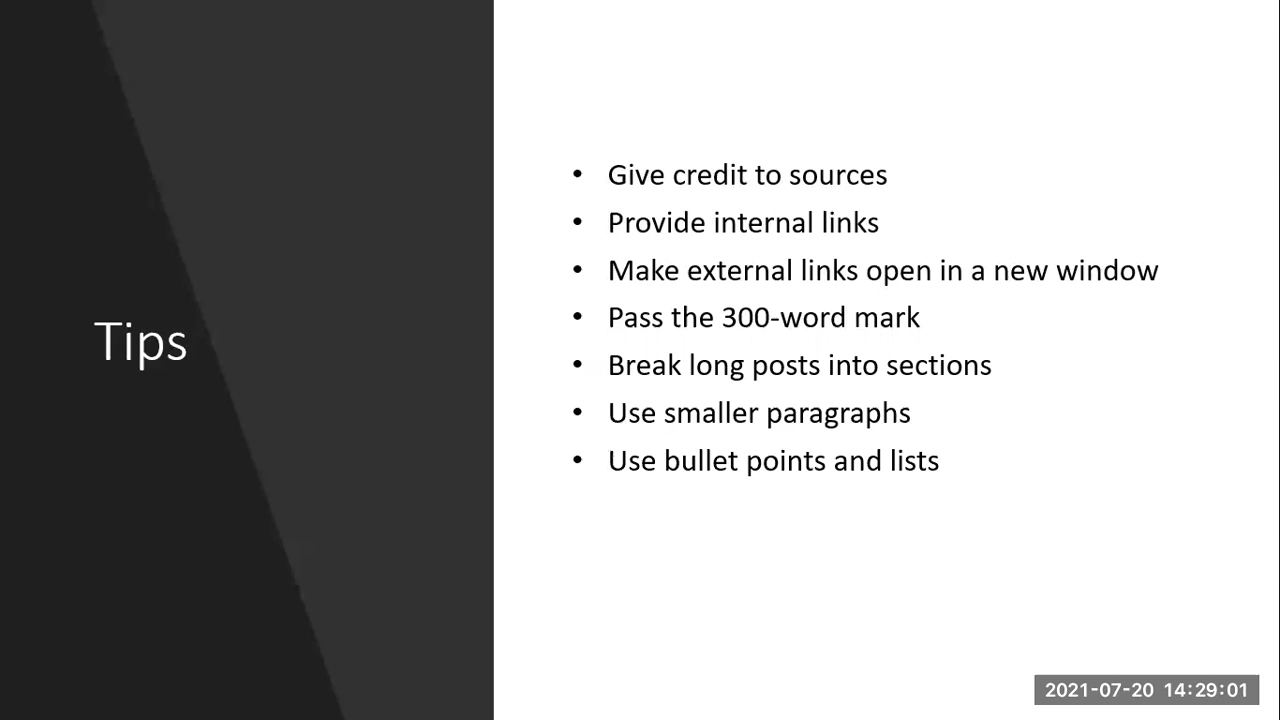 Tips
• Give credit to sources
• Provide internal links
• Make external links open in a new window
• Pass the 300-word mark
• Break long posts into sections
• Use smaller paragraphs
• Use bullet points and lists
2021-07-20 14:29:01